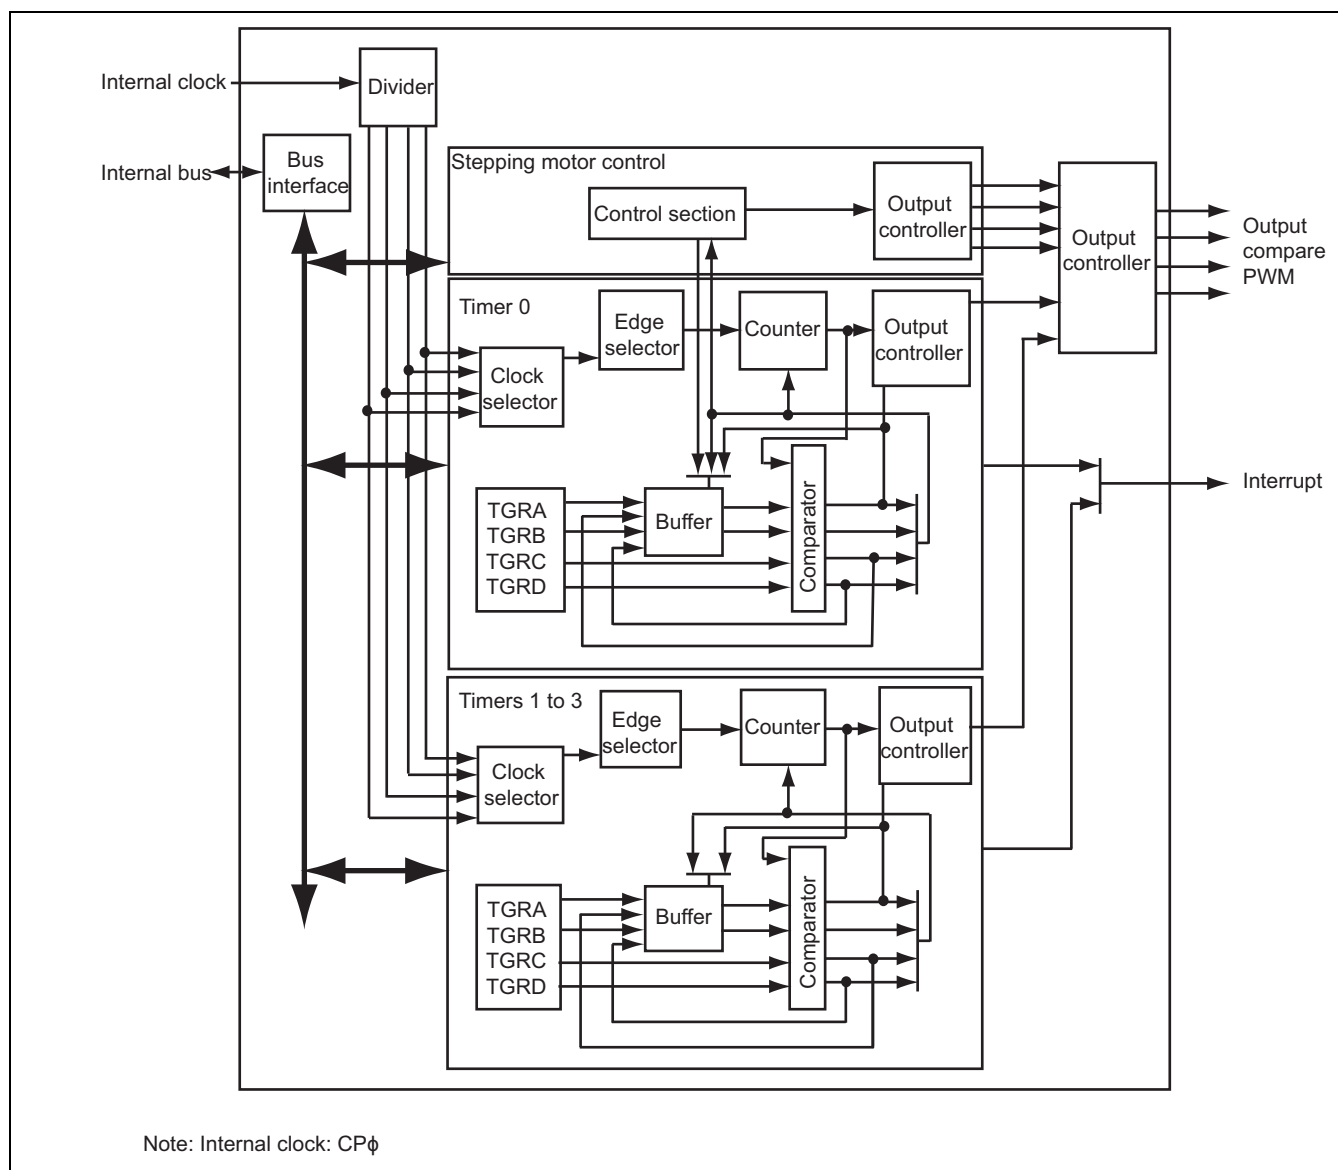 Internal clock
Divider
Internal bus
Bus
interface
Stepping motor control
Control section
Output
controller
Output
controller
Output
compare
PWM
Timer 0
Edge
selector
Counter
Output
controller
Clock
selector
TGRA
TGRB
TGRC
TGRD
Buffer
Comparator
Interrupt
Timers 1 to 3
Edge
selector
Counter
Output
controller
Clock
selector
TGRA
TGRB
TGRC
TGRD
Buffer
Comparator
Note: Internal clock: CPϕ